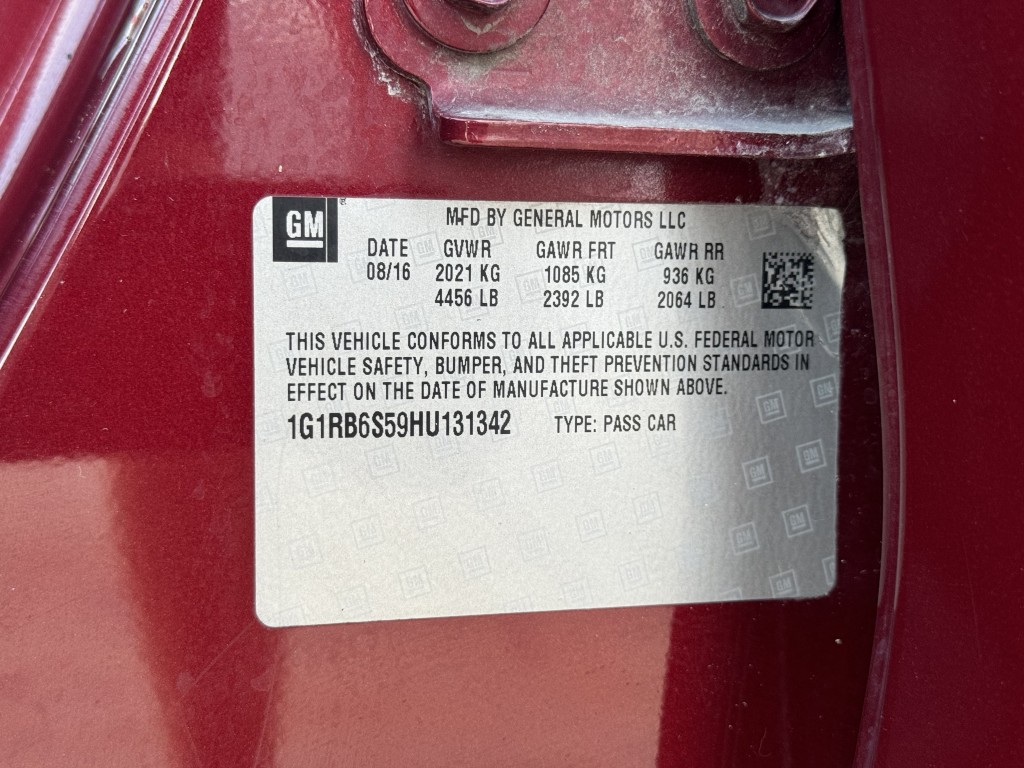 GM
MFD BY GENERAL MOTORS LLC
DATE GVWR GAWR FRT GAWR RR
08/16 2021 KG 1085 KG 936 KG
4456 LB 2392 LB 2064 LB
THIS VEHICLE CONFORMS TO ALL APPLICABLE U.S. FEDERAL MOTOR
VEHICLE SAFETY, BUMPER, AND THEFT PREVENTION STANDARDS IN
EFFECT ON THE DATE OF MANUFACTURE SHOWN ABOVE.
1G1RB6S59HU131342 TYPE: PASS CAR